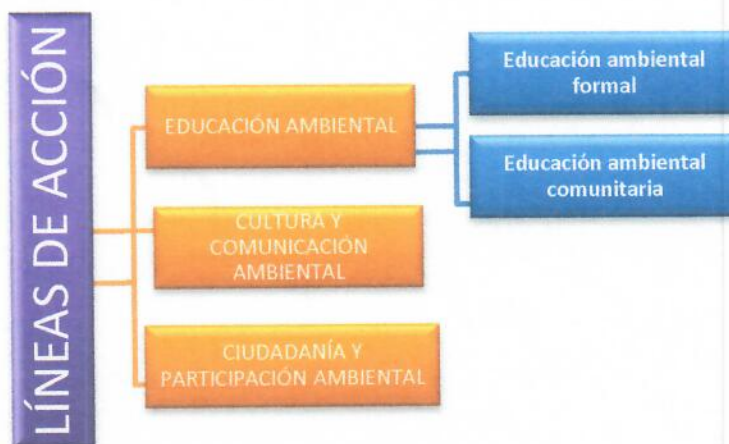 LÍNEAS DE ACCIÓN
EDUCACIÓN AMBIENTAL
Educación ambiental
formal
Educación ambiental
comunitaria
CULTURA Y
COMUNICACIÓN
AMBIENTAL
CIUDADANÍA Y
PARTICIPACIÓN AMBIENTAL